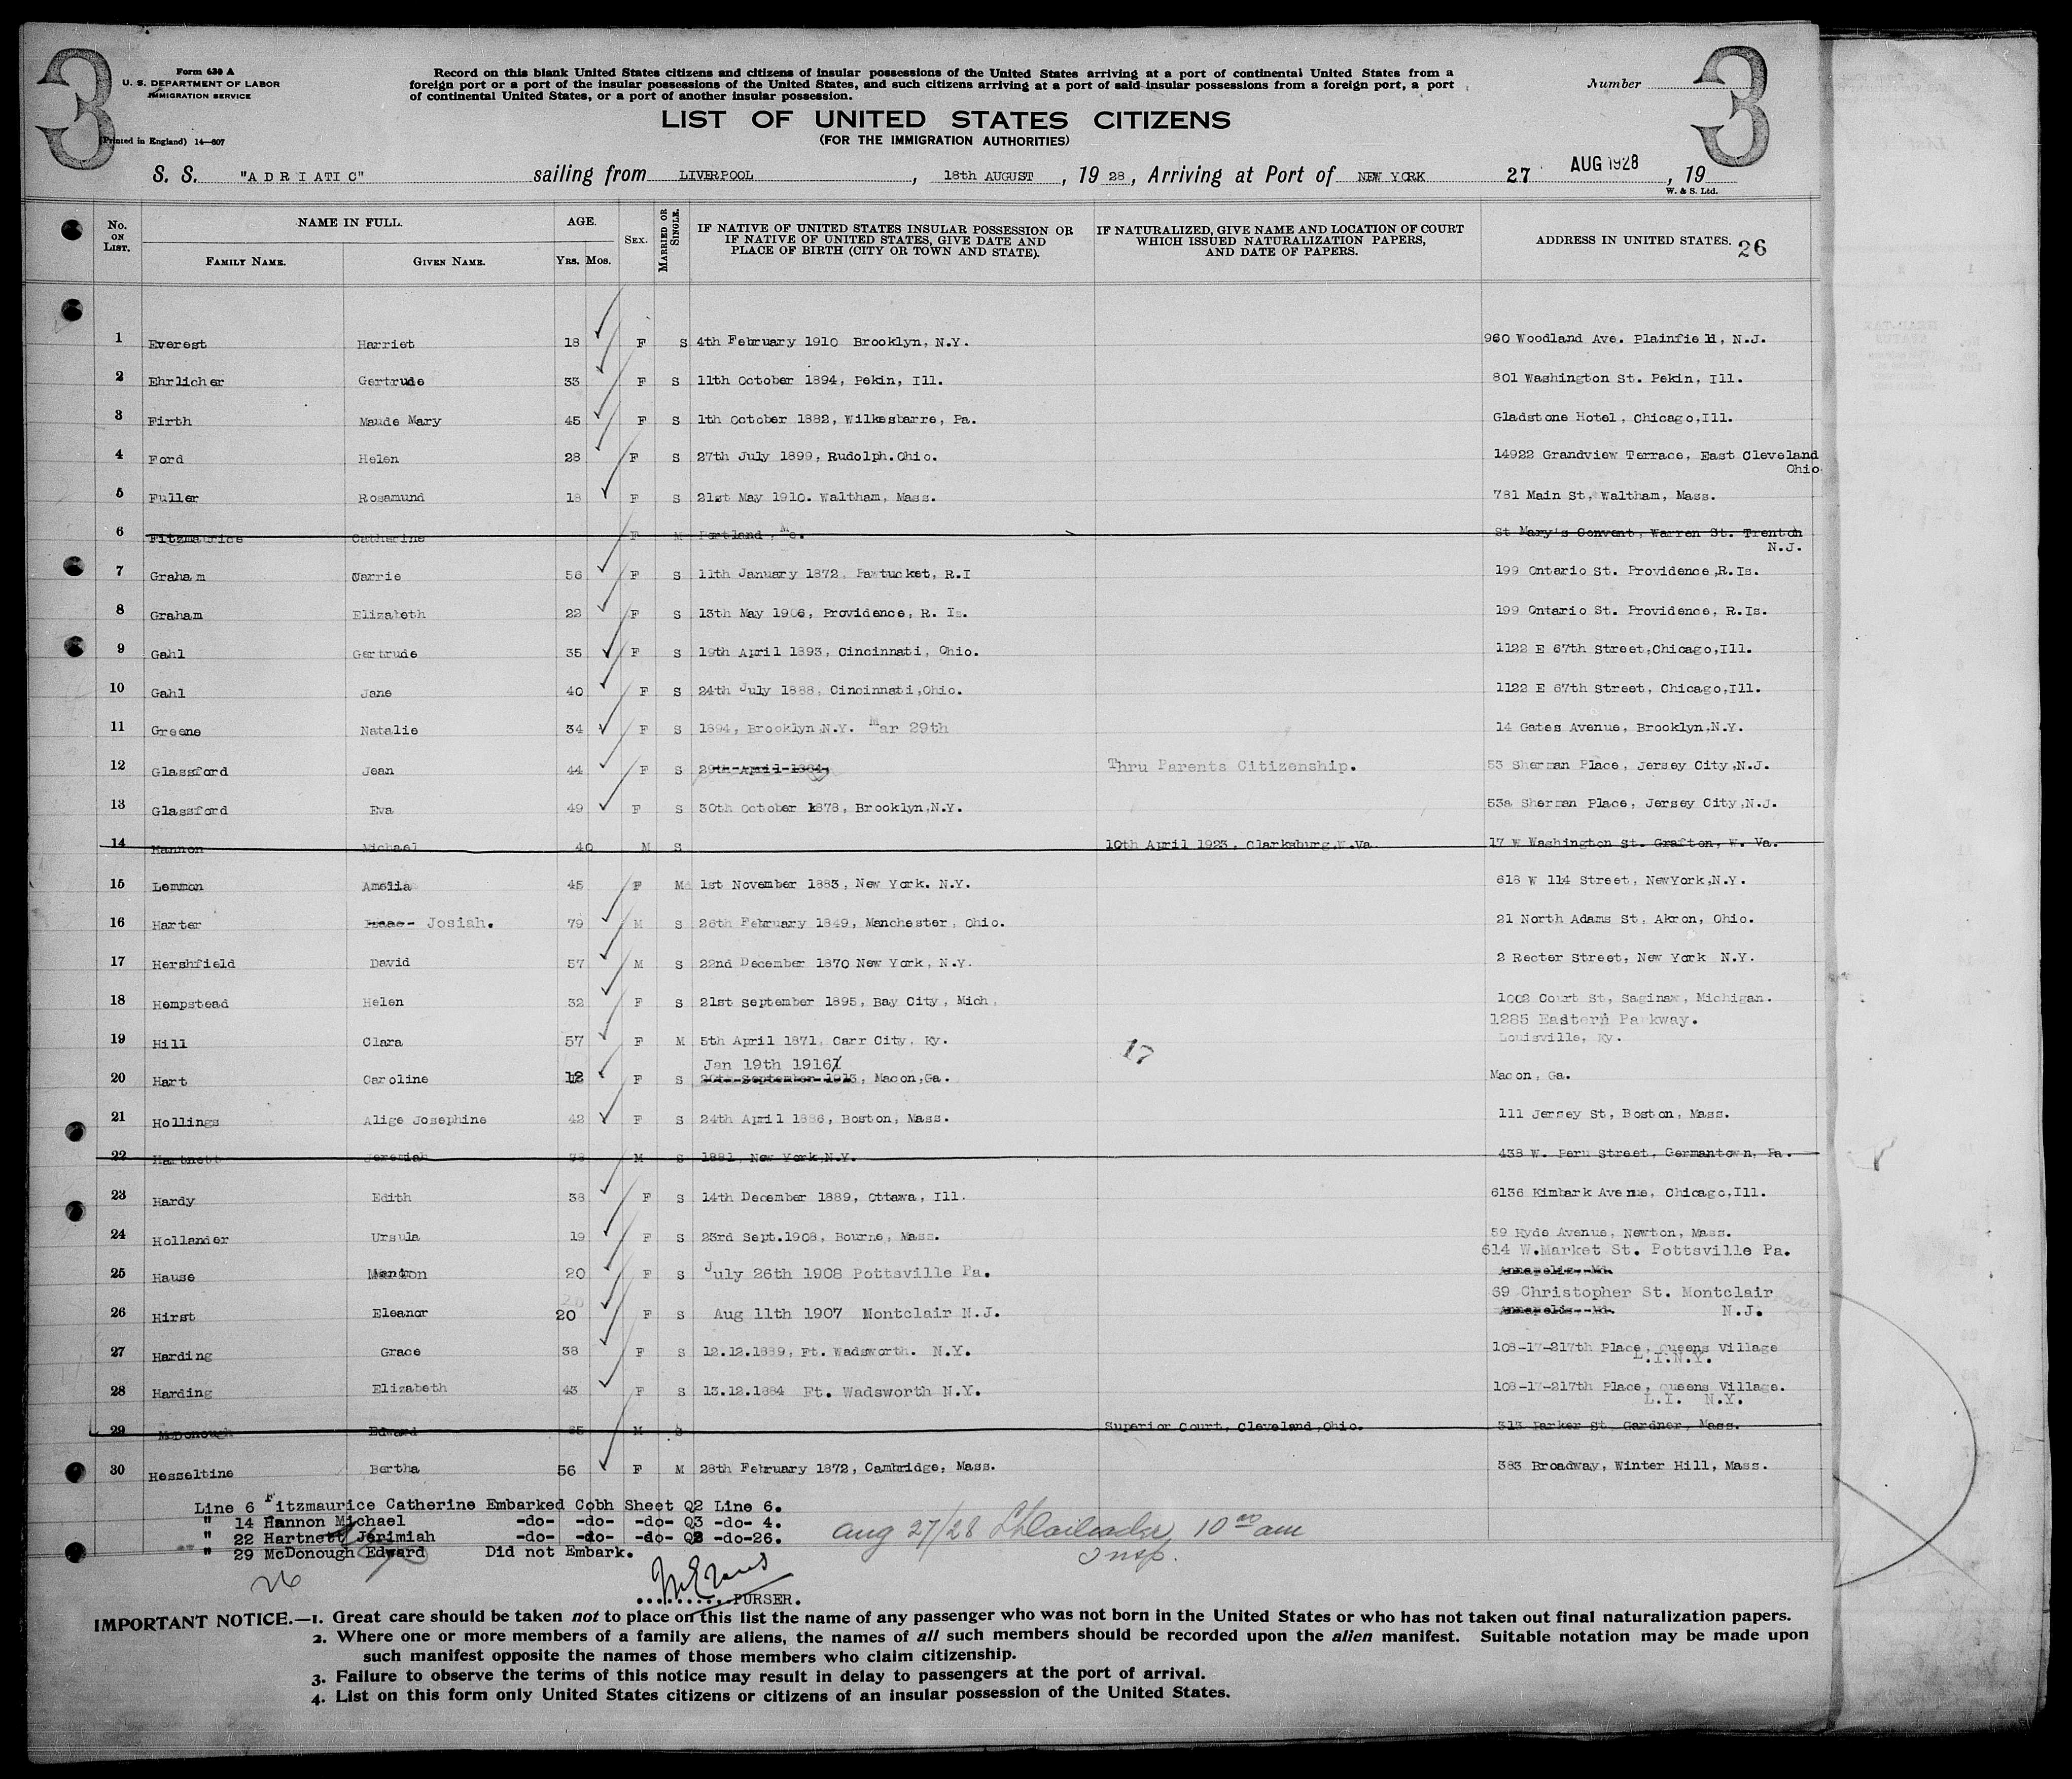 3
Form 630 A
U. S. DEPARTMENT OF LABOR
IMMIGRATION SERVICE
(Printed in England) 14—607
Record on this blank United States citizens and citizens of insular possessions of the United States arriving at a port of continental United States from a
foreign port or a port of the insular possessions of the United States, and such citizens arriving at a port of said insular possessions from a foreign port, a port
of continental United States, or a port of another insular possession.
Number
3
LIST OF UNITED STATES CITIZENS
(FOR THE IMMIGRATION AUTHORITIES)
S. S. "ADRIATIC" sailing from LIVERPOOL, 18th AUGUST, 19 28, Arriving at Port of NEW YORK 27 AUG 1928, 19
W. & S. Ltd.
No. ON LIST. NAME IN FULL. FAMILY NAME. GIVEN NAME. AGE. YRS. MOS. SEX. MARRIED OR SINGLE. IF NATIVE OF UNITED STATES INSULAR POSSESSION OR IF NATIVE OF UNITED STATES, GIVE DATE AND PLACE OF BIRTH (CITY OR TOWN AND STATE). IF NATURALIZED, GIVE NAME AND LOCATION OF COURT WHICH ISSUED NATURALIZATION PAPERS, AND DATE OF PAPERS. ADDRESS IN UNITED STATES. 26
1 Everest Harriet 18 F S 4th February 1910 Brooklyn, N.Y. 960 Woodland Ave. Plainfield, N.J.
2 Ehrlicher Gertrude 33 F S 11th October 1894, Pekin, Ill. 801 Washington St. Pekin, Ill.
3 Firth Maude Mary 45 F S 1th October 1882, Wilkesbarre, Pa. Gladstone Hotel, Chicago,Ill.
4 Ford Helen 28 F S 27th July 1899, Rudolph.Ohio. 14922 Grandview Terrace, East Cleveland
Ohio.
5 Fuller Rosamund 18 F S 21st May 1910. Waltham, Mass. 781 Main St, Waltham, Mass.
6 Fitzmaurice Catherine F M Portland, Me. St Mary's Convent, Warren St. Trenton
N.J.
7 Graham Carrie 56 F S 11th January 1872, Pawtucket, R.I 199 Ontario St. Providence,R.Is.
8 Graham Elizabeth 22 F S 13th May 1906, Providence, R. Is. 199 Ontario St. Providence, R.Is.
9 Gahl Gertrude 35 F S 19th April 1893, Cincinnati, Ohio. 1122 E 67th Street,Chicago,Ill.
10 Gahl Jane 40 F S 24th July 1888, Cincinnati,Ohio. 1122 E 67th Street, Chicago,Ill.
11 Greene Natalie 34 F S 1894, Brooklyn,N.Y. Mar 29th 14 Gates Avenue, Brooklyn,N.Y.
12 Glassford Jean 44 F S 29th April 1884, Thru Parents Citizenship. 53 Sherman Place, Jersey City,N.J.
13 Glassford Eva 49 F S 30th October 1878, Brooklyn,N.Y. 53a Sherman Place, Jersey City,N.J.
14 Hannon Michael 40 M S 10th April 1923, Clarksburg,W.Va. 17 W Washington St. Grafton, W. Va.
15 Lemmon Amelia 45 F M 1st November 1883, New York. N.Y. 618 W 114 Street, NewYork,N.Y.
16 Harter Isaac- Josiah. 79 M S 26th February 1849, Manchester, Ohio. 21 North Adams St, Akron, Ohio.
17 Hershfield David 57 M S 22nd December 1870 New York, N.Y. 2 Rector Street, New York N.Y.
18 Hempstead Helen 32 F S 21st September 1895, Bay City, Mich. 1002 Court St, Saginaw, Michigan.
1285 Eastern Parkway.
19 Hill Clara 57 F M 5th April 1871, Carr City, Ky. Louisville, Ky.
17
Jan 19th 1916
20 Hart Caroline 12 F S 20th September 1913, Macon,Ga. Macon, Ga.
21 Hollings Alige Josephine 42 F S 24th April 1886, Boston, Mass. 111 Jersey St, Boston, Mass.
22 Hartnett Jeremiah M S 1881, New York,N.Y. 438 W. Peru Street, Germantown, Pa.
23 Hardy Edith 38 F S 14th December 1889, Ottawa, Ill. 6136 Kimbark Avenue, Chicago,Ill.
24 Hollander Ursula 19 F S 23rd Sept.1908, Bourne, Mass. 59 Hyde Avenue, Newton, Mass.
614 W.Market St. Pottsville Pa.
25 Hause 20 F S July 26th 1908 Pottsville Pa. Annapolis, Md.
69 Christopher St. Montclair
26 Hirst Eleanor 20 F S Aug 11th 1907 Montclair N.J. Annapolis, Md. N.J.
27 Harding Grace 38 F S 12.12.1889, Ft. Wadsworth. N.Y. 108-17-217th Place, Queens Village
L.I.N.Y.
28 Harding Elizabeth 43 F S 13.12.1884 Ft. Wadsworth N.Y. 108-17-217th Place, Queens Village.
L.I. N.Y.
29 McDonough Edward M S Superior Court, Cleveland,Ohio. 313 Parker St, Gardner, Mass.
30 Hesseltine Bertha 56 F M 28th February 1872, Cambridge, Mass. 383 Broadway, Winter Hill, Mass.
Line 6 Fitzmaurice Catherine Embarked Cobh Sheet Q2 Line 6.
" 14 Hannon Michael -do- -do- -do- Q3 -do- 4.
" 22 Hartnett Jerimiah -do- -do- -do- Q2 -do-26.
" 29 McDonough Edward Did not Embark.
26
Aug 27/28 10 00 am
Insp.
PURSER.
IMPORTANT NOTICE.—1. Great care should be taken not to place on this list the name of any passenger who was not born in the United States or who has not taken out final naturalization papers.
2. Where one or more members of a family are aliens, the names of all such members should be recorded upon the alien manifest. Suitable notation may be made upon
such manifest opposite the names of those members who claim citizenship.
3. Failure to observe the terms of this notice may result in delay to passengers at the port of arrival.
4. List on this form only United States citizens or citizens of an insular possession of the United States.